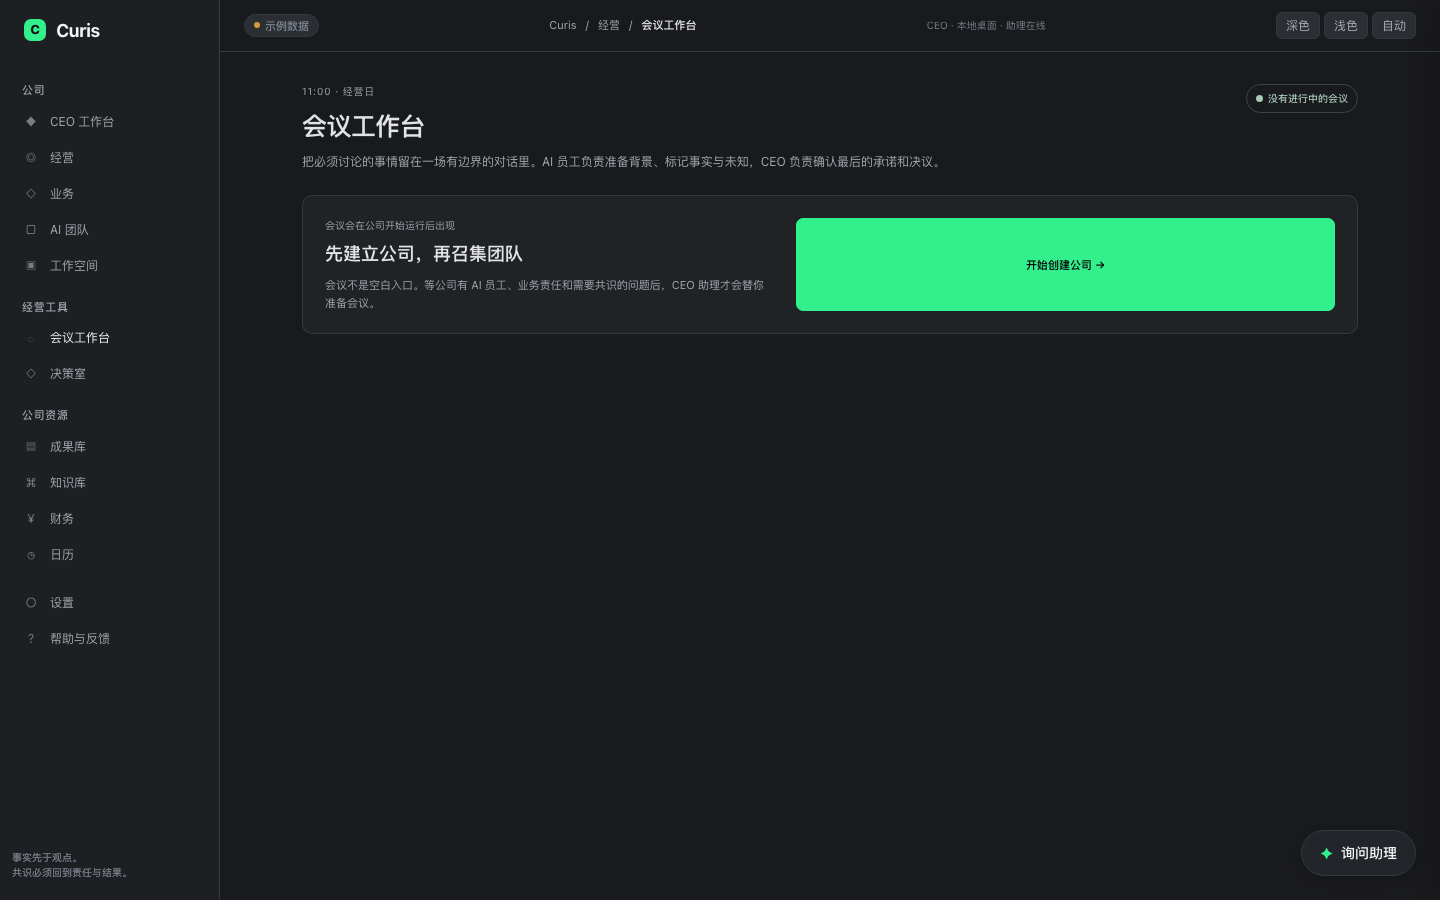 C Curis
公司
CEO 工作台
经营
业务
AI 团队
工作空间
经营工具
会议工作台
决策室
公司资源
成果库
⌘ 知识库
¥ 财务
日历
设置
? 帮助与反馈
事实先于观点。
共识必须回到责任与结果。
示例数据
Curis / 经营 / 会议工作台
CEO · 本地桌面 · 助理在线
深色
浅色
自动
11:00 · 经营日
会议工作台
把必须讨论的事情留在一场有边界的对话里。AI 员工负责准备背景、标记事实与未知，CEO 负责确认最后的承诺和决议。
没有进行中的会议
会议会在公司开始运行后出现
先建立公司，再召集团队
会议不是空白入口。等公司有 AI 员工、业务责任和需要共识的问题后，CEO 助理才会替你
准备会议。
开始创建公司 →
询问助理